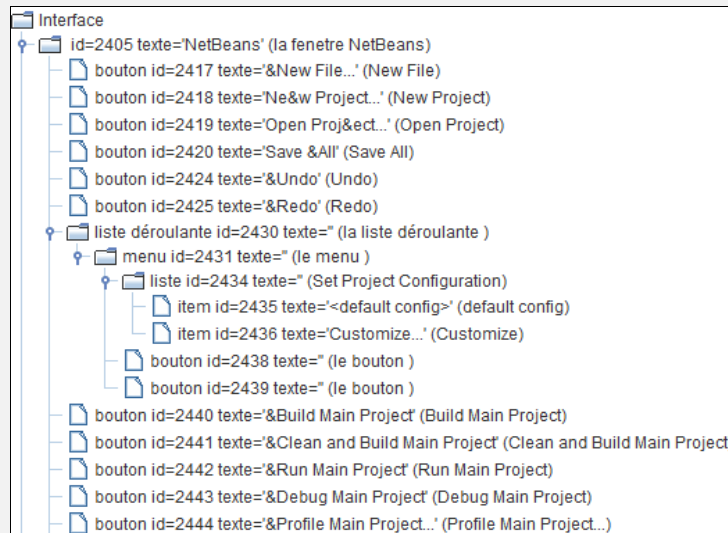 Interface
id=2405 texte='NetBeans' (la fenetre NetBeans)
bouton id=2417 texte='&New File...' (New File)
bouton id=2418 texte='Ne&w Project...' (New Project)
bouton id=2419 texte='Open Proj&ect...' (Open Project)
bouton id=2420 texte='Save &All' (Save All)
bouton id=2424 texte='&Undo' (Undo)
bouton id=2425 texte='&Redo' (Redo)
liste déroulante id=2430 texte='' (la liste déroulante )
menu id=2431 texte='' (le menu )
liste id=2434 texte='' (Set Project Configuration)
item id=2435 texte='<default config>' (default config)
item id=2436 texte='Customize...' (Customize)
bouton id=2438 texte='' (le bouton )
bouton id=2439 texte='' (le bouton )
bouton id=2440 texte='&Build Main Project' (Build Main Project)
bouton id=2441 texte='&Clean and Build Main Project' (Clean and Build Main Project
bouton id=2442 texte='&Run Main Project' (Run Main Project)
bouton id=2443 texte='&Debug Main Project' (Debug Main Project)
bouton id=2444 texte='&Profile Main Project...' (Profile Main Project...)